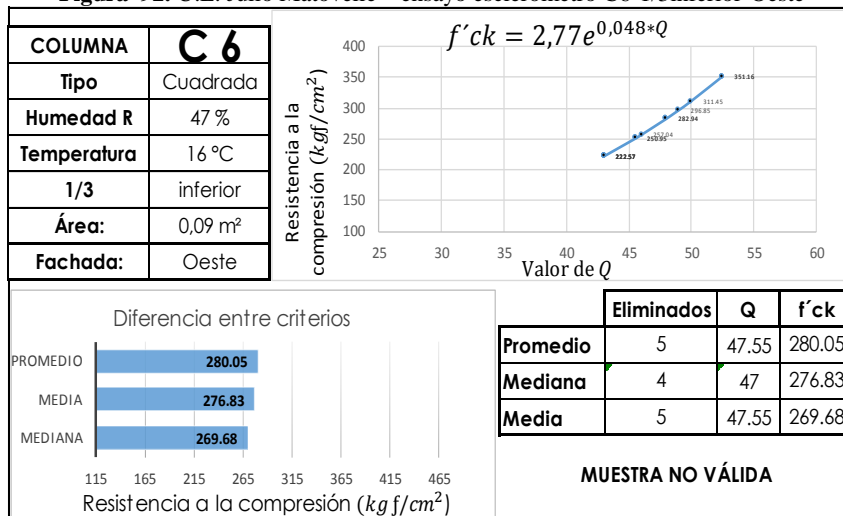 COLUMNA C 6
Tipo Cuadrada
Humedad R 47 %
Temperatura 16 °C
1/3 inferior
Área: 0,09 m²
Fachada: Oeste
f´ck = 2,77e^{0,048*Q}
Resistencia a la
compresión (kgf/cm²)
400
350
300
250
200
150
100
351.16
311.45
296.85
282.94
257.04
250.95
222.57
25 30 35 40 45 50 55 60
Valor de Q
Diferencia entre criterios
PROMEDIO 280.05
MEDIA 276.83
MEDIANA 269.68
115 165 215 265 315 365 415 465
Resistencia a la compresión (kg f/cm²)
Eliminados Q f´ck
Promedio 5 47.55 280.05
Mediana 4 47 276.83
Media 5 47.55 269.68
MUESTRA NO VÁLIDA